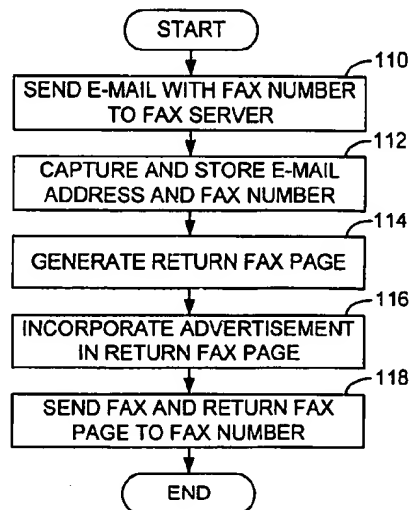 START
110
SEND E-MAIL WITH FAX NUMBER
TO FAX SERVER
112
CAPTURE AND STORE E-MAIL
ADDRESS AND FAX NUMBER
114
GENERATE RETURN FAX PAGE
116
INCORPORATE ADVERTISEMENT
IN RETURN FAX PAGE
118
SEND FAX AND RETURN FAX
PAGE TO FAX NUMBER
END